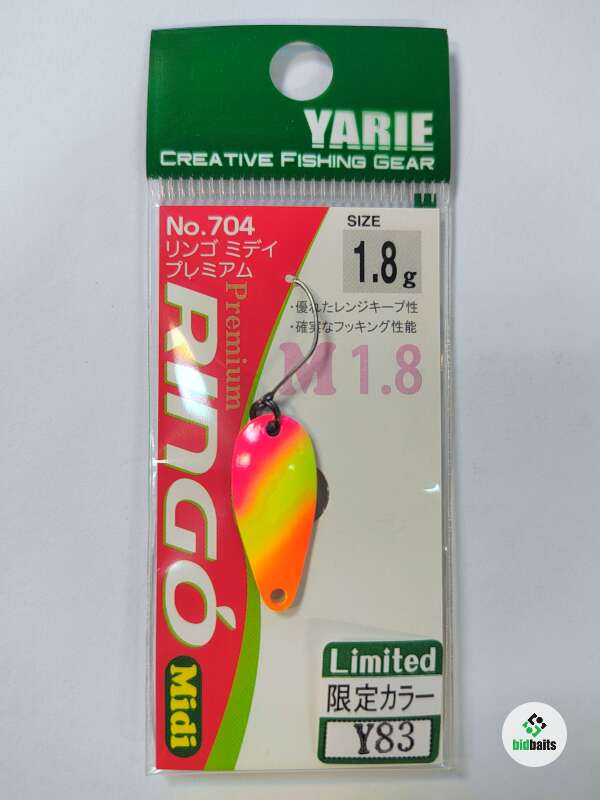 YARIE
CREATIVE FISHING GEAR
No.704
リンゴ ミデイ
プレミアム
Premium
RINGO
Midi
SIZE
1.8g
・優れたレンジキープ性
・確実なフッキング性能
M 1.8
Limited
限定カラー
Y83
bidbaits